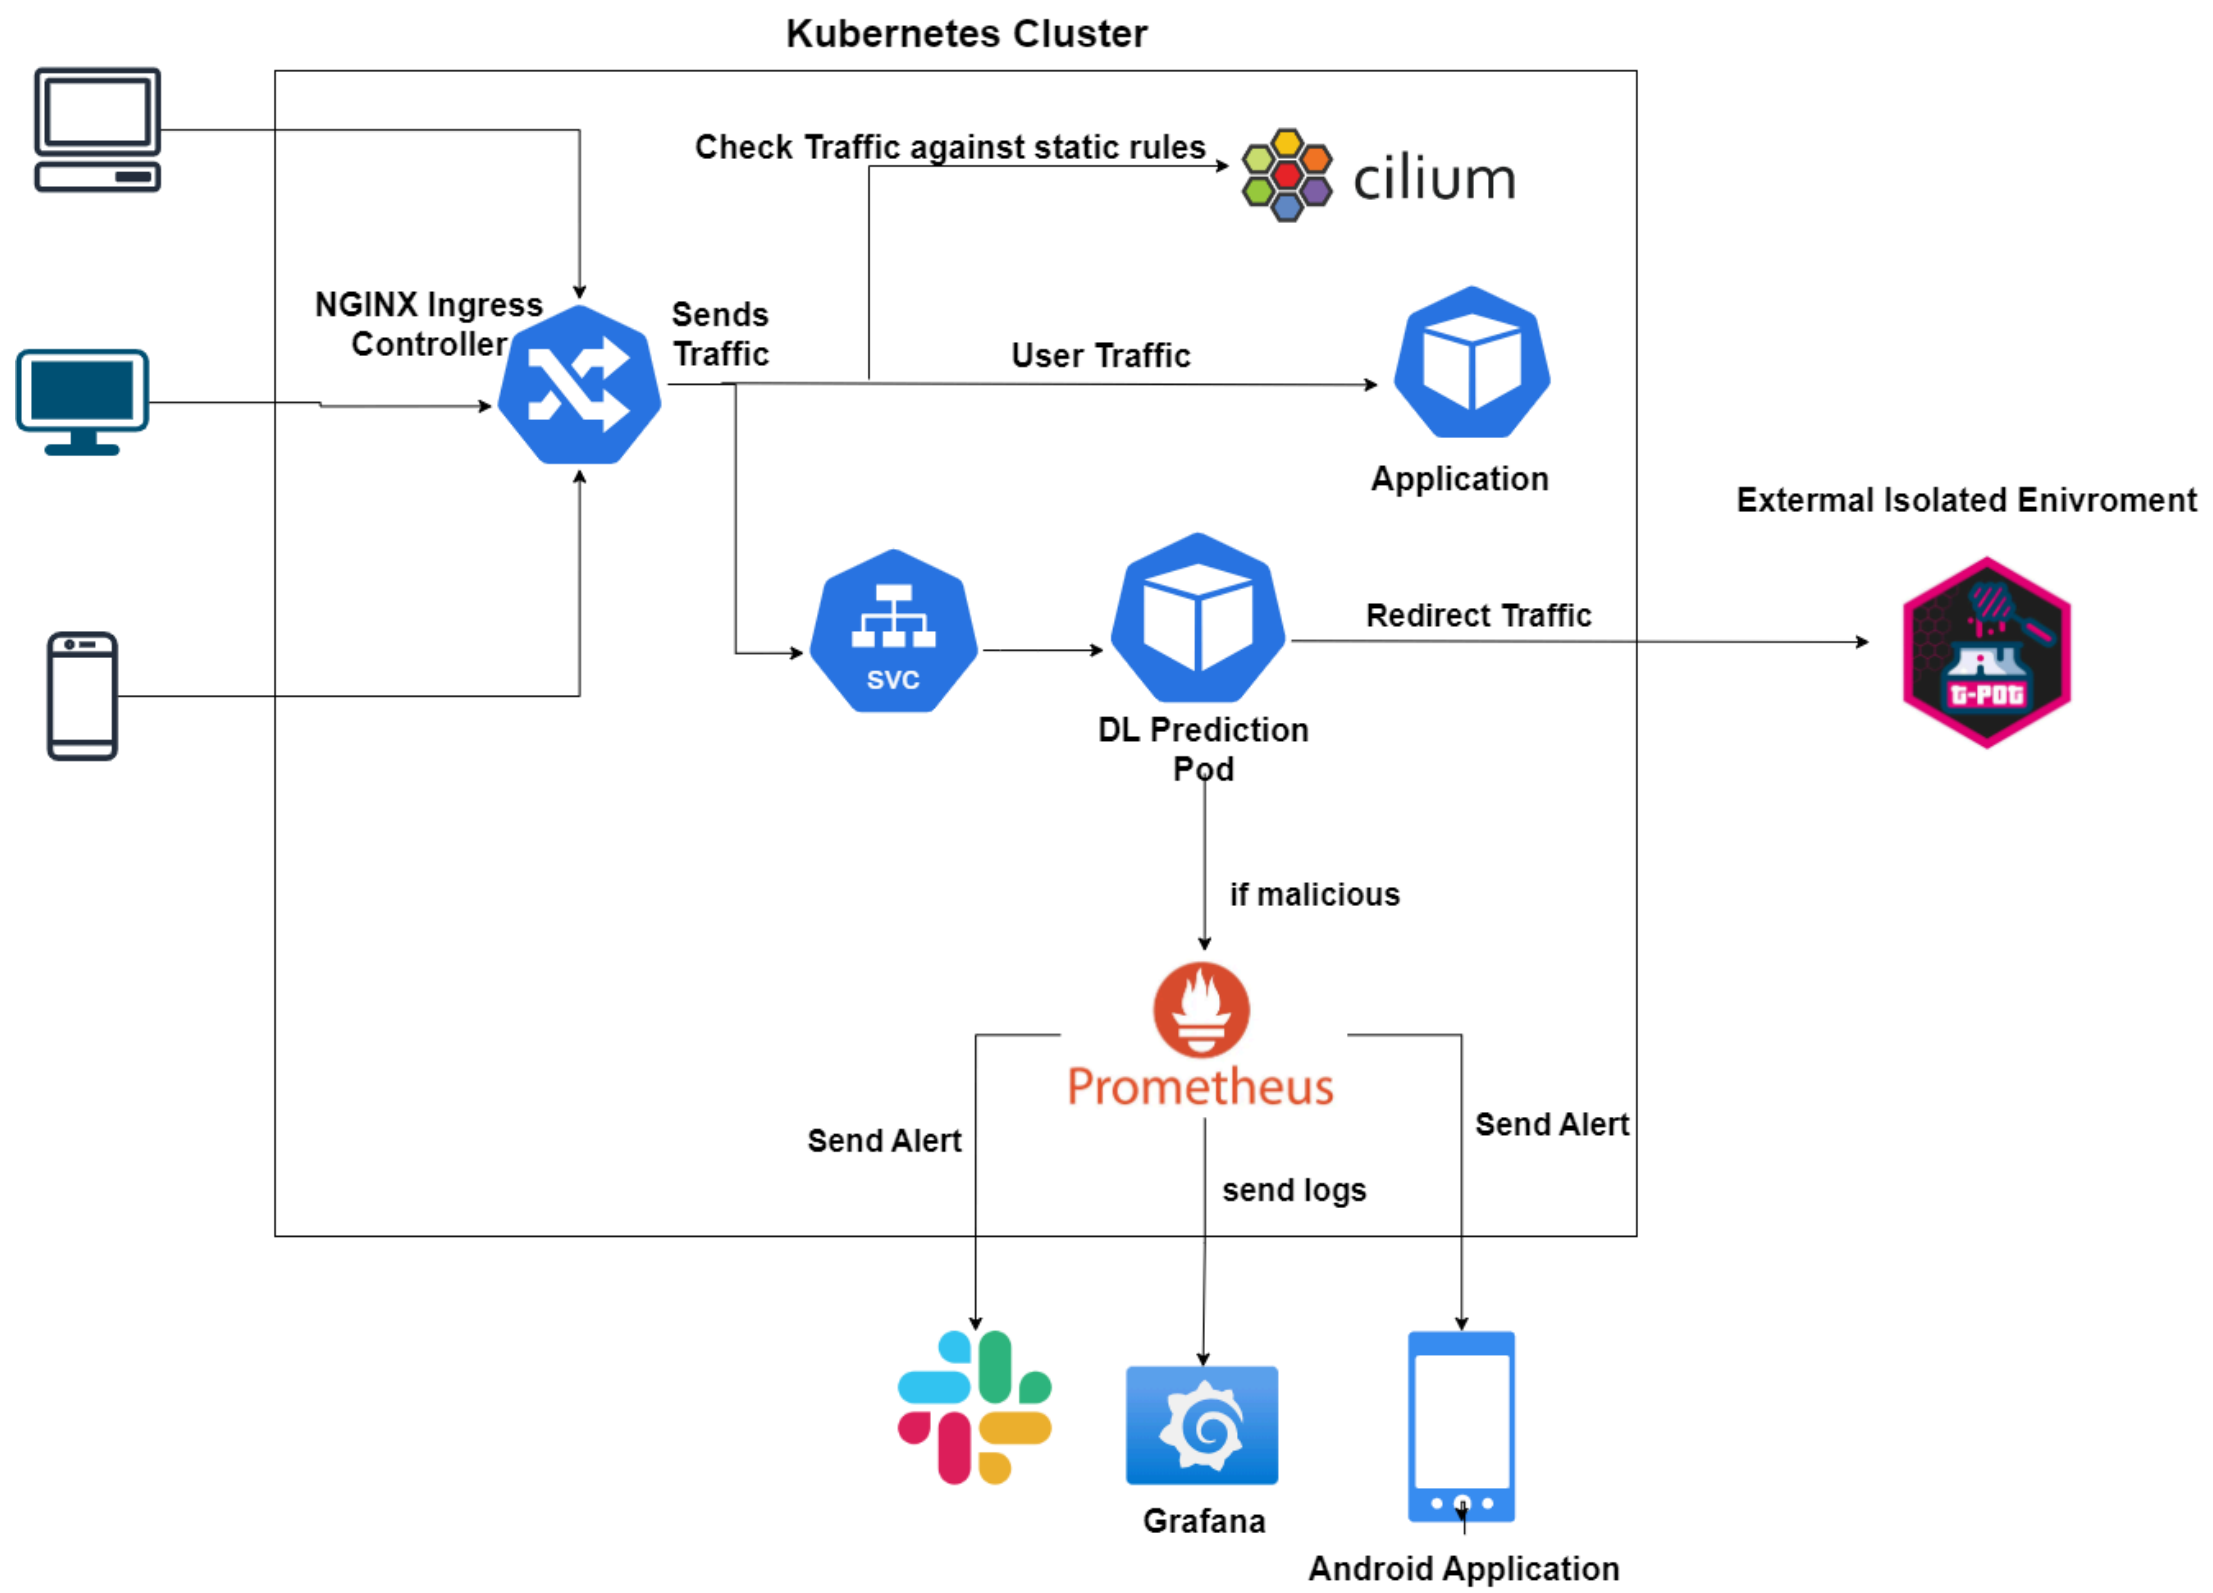 Kubernetes Cluster
Check Traffic against static rules
cilium
NGINX Ingress
Controller
Sends
Traffic
User Traffic
Application
Extermal Isolated Enivroment
Redirect Traffic
SVC
t-pot
DL Prediction
Pod
if malicious
Prometheus
Send Alert
Send Alert
send logs
Grafana
Android Application